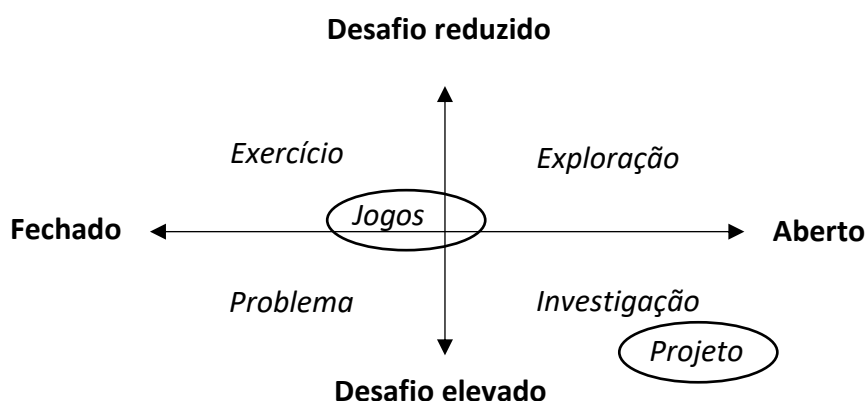 Desafio reduzido
Exercício
Exploração
Jogos
Fechado
Aberto
Problema
Investigação
Projeto
Desafio elevado